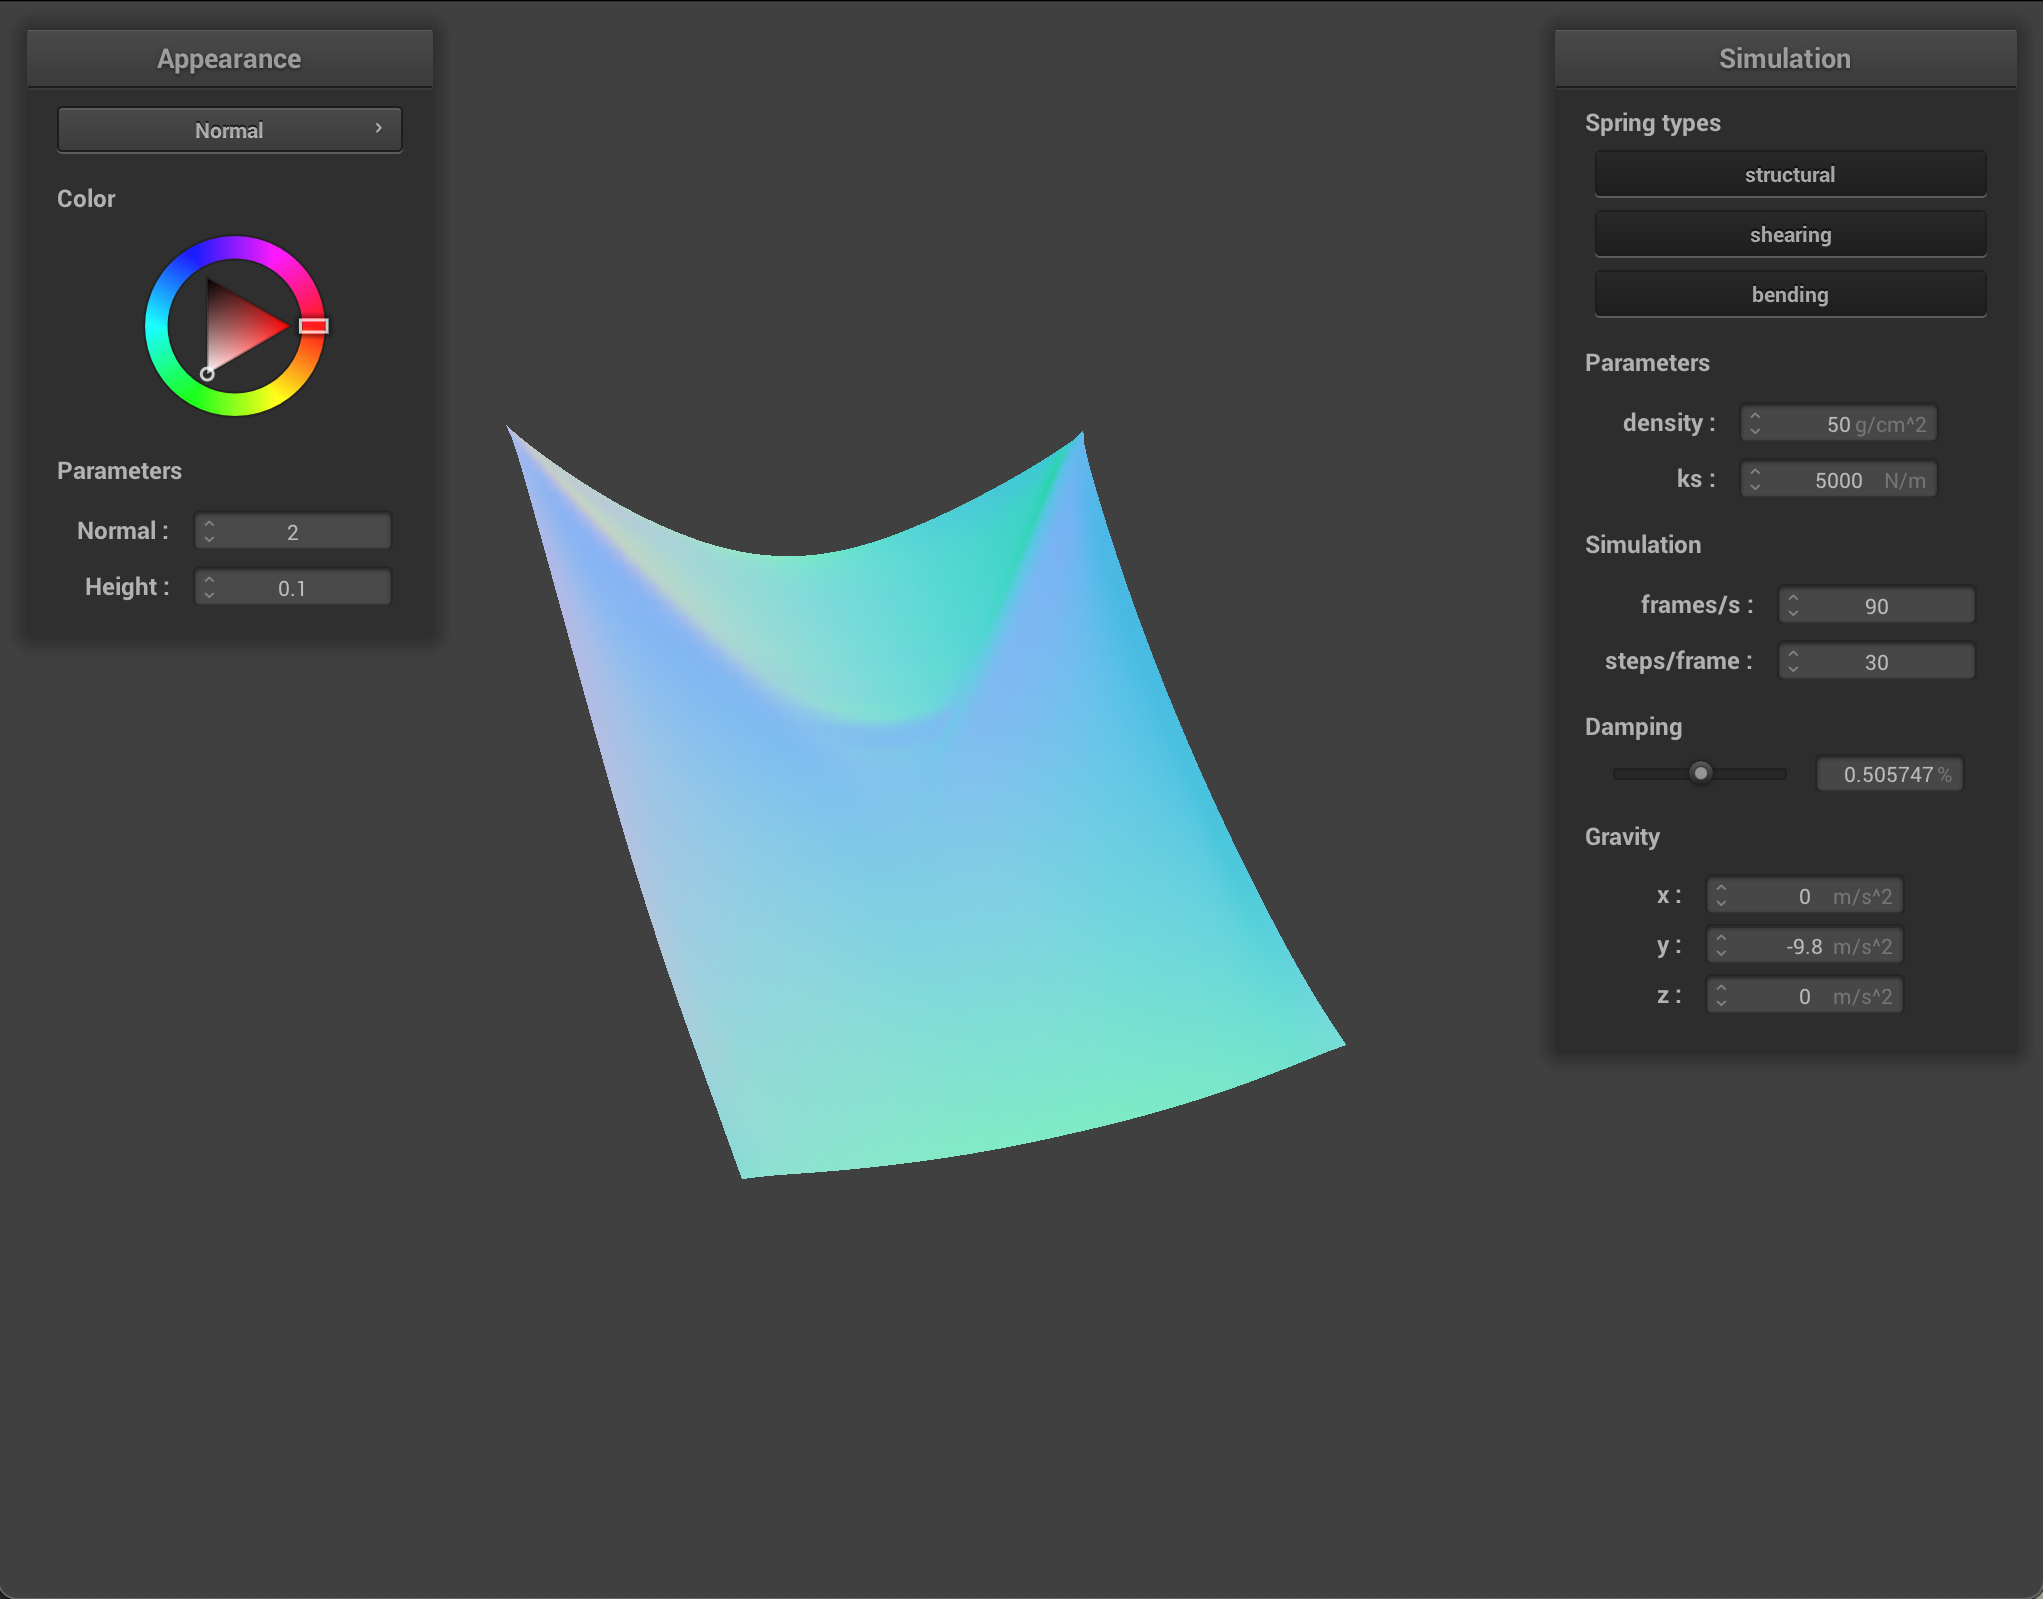 Appearance
Normal
Color
Parameters
Normal : 2
Height : 0.1
Simulation
Spring types
structural
shearing
bending
Parameters
density : 50 g/cm^2
ks : 5000 N/m
Simulation
frames/s : 90
steps/frame : 30
Damping
0.505747 %
Gravity
x : 0 m/s^2
y : -9.8 m/s^2
z : 0 m/s^2